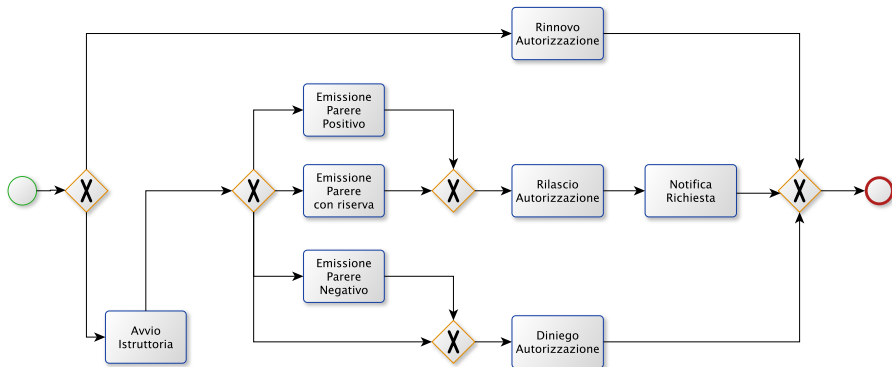 Rinnovo
Autorizzazione
Emissione
Parere
Positivo
X
X
Emissione
Parere
con riserva
X
Rilascio
Autorizzazione
Notifica
Richiesta
X
Emissione
Parere
Negativo
Avvio
Istruttoria
X
Diniego
Autorizzazione